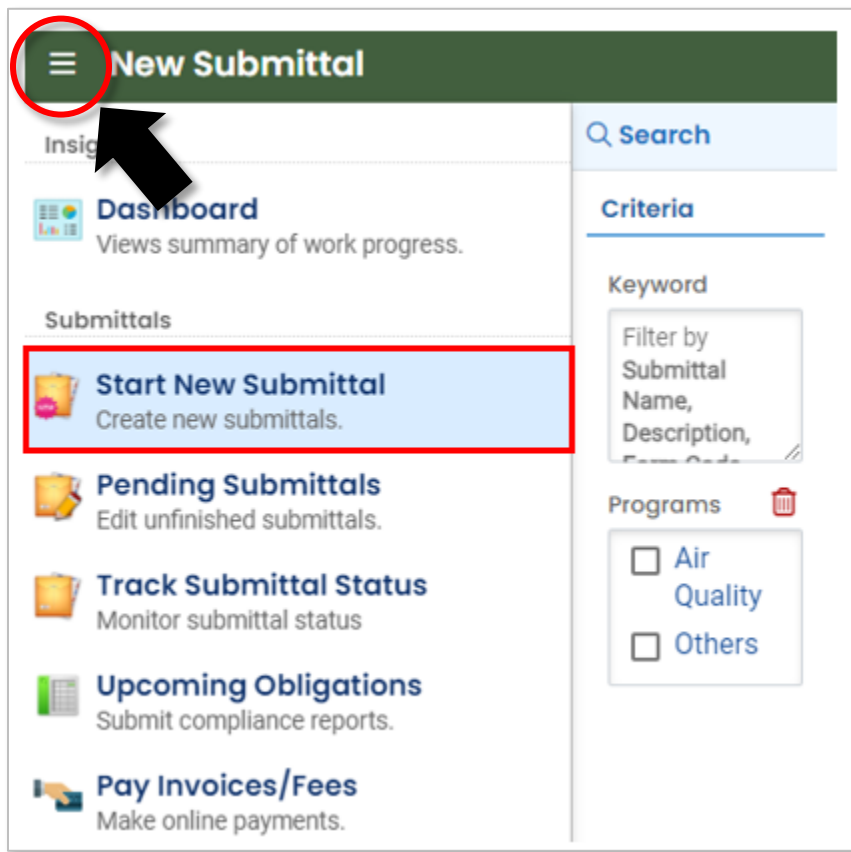 New Submittal
Dashboard
Views summary of work progress.
Submittals
Start New Submittal
Create new submittals.
Pending Submittals
Edit unfinished submittals.
Track Submittal Status
Monitor submittal status
Upcoming Obligations
Submit compliance reports.
Pay Invoices/Fees
Make online payments.
Search
Criteria
Keyword
Filter by
Submittal
Name,
Description,
Form Code
Programs
Air
Quality
Others